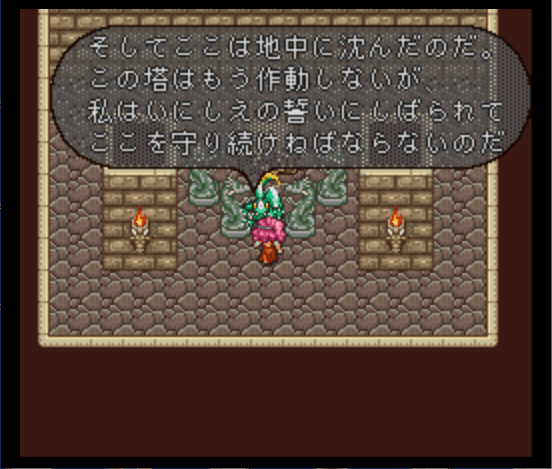 そしてここは地中に沈んだのだ。
この塔はもう作動しないが、
私はいにしえの誓いにしばられて
ここを守り続けねばならないのだ